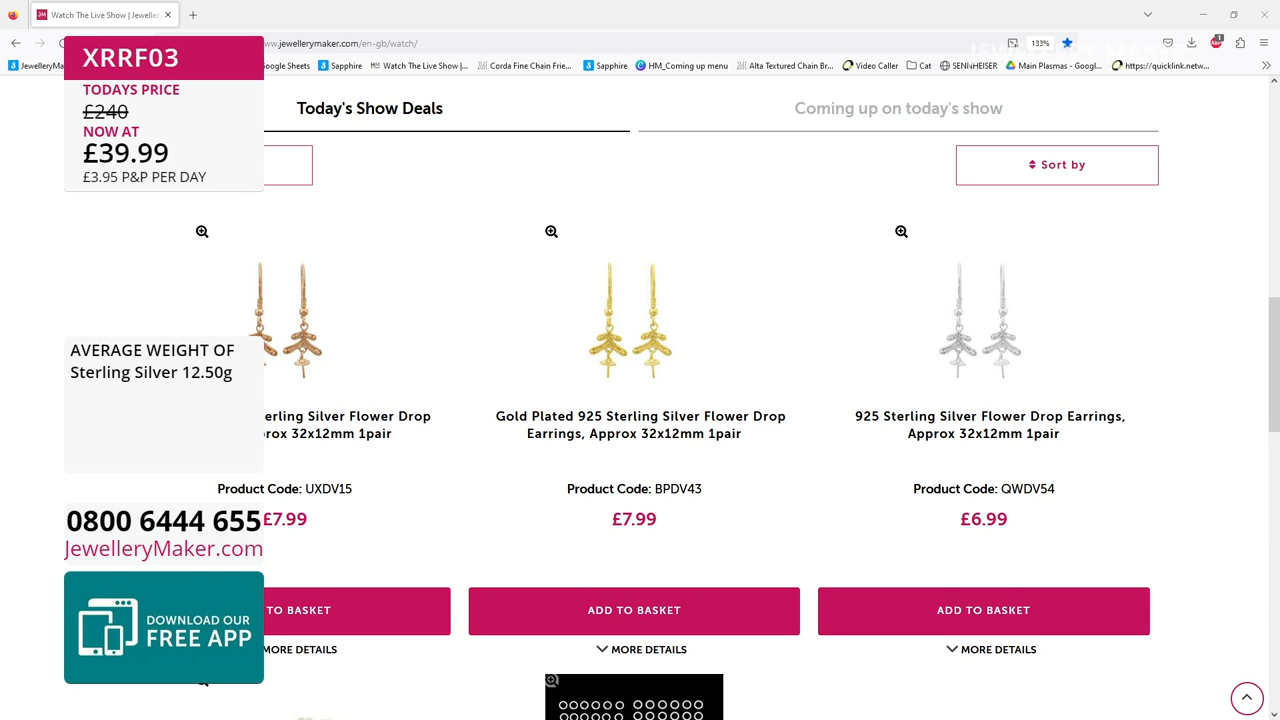 Watch The Live Show | Jeweller
www.jewellerymaker.com/en-gb/watch/
133%
1
JewelleryMa
ogle Sheets
Sapphire
Watch The Live Show |...
Corda Fine Chain Frie...
Sapphire
HM_Coming up menu
Alta Textured Chain Br...
Video Caller
Cat
SENNHEISER
Main Plasmas - Googl...
https://quicklink.netw...
XRRF03
TODAYS PRICE
£240
NOW AT
£39.99
£3.95 P&P PER DAY
Today's Show Deals
Coming up on today's show
Sort by
AVERAGE WEIGHT OF
Sterling Silver 12.50g
erling Silver Flower Drop
rox 32x12mm 1pair
Product Code: UXDV15
£7.99
TO BASKET
MORE DETAILS
Gold Plated 925 Sterling Silver Flower Drop
Earrings, Approx 32x12mm 1pair
Product Code: BPDV43
£7.99
ADD TO BASKET
MORE DETAILS
925 Sterling Silver Flower Drop Earrings,
Approx 32x12mm 1pair
Product Code: QWDV54
£6.99
ADD TO BASKET
MORE DETAILS
0800 6444 655
JewelleryMaker.com
DOWNLOAD OUR
FREE APP